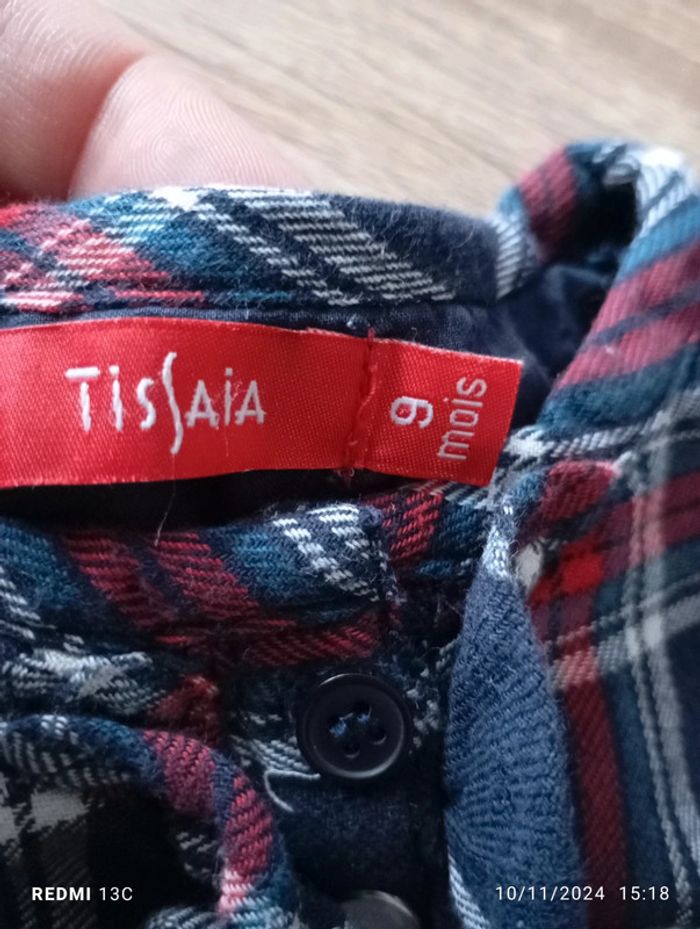 TissAiA
9
mois
REDMI 13C
10/11/2024 15:18